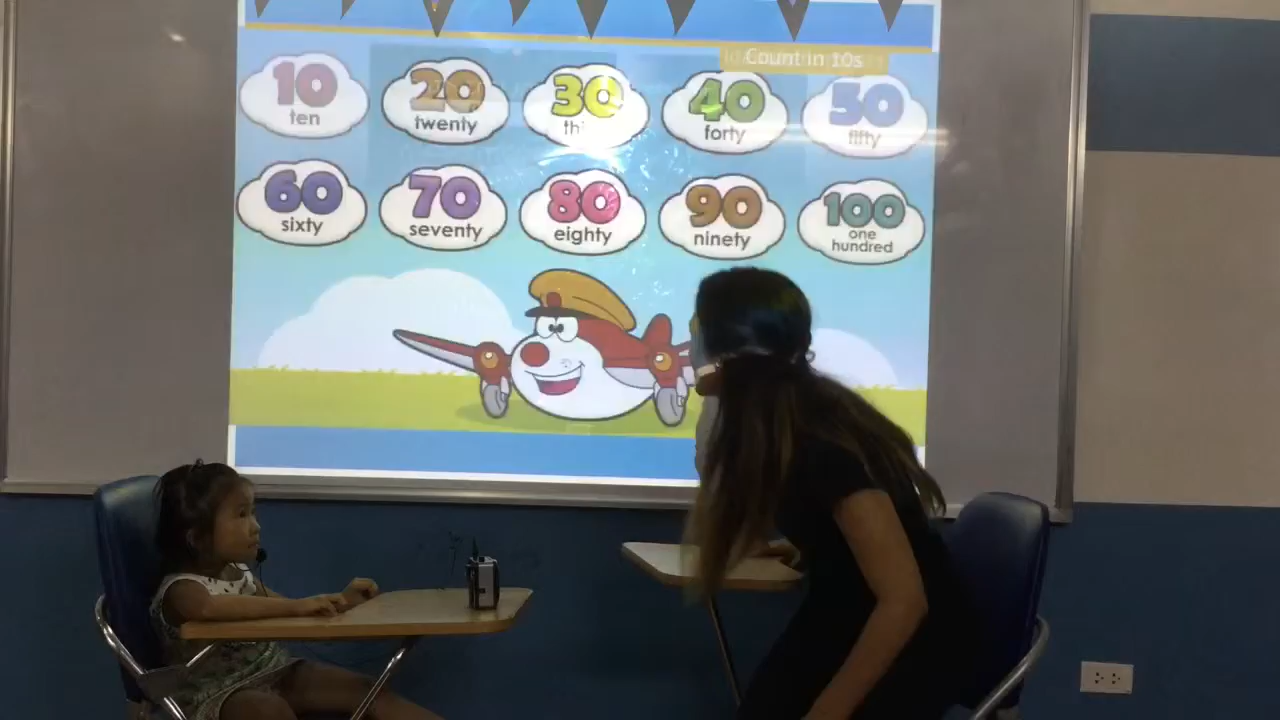 Count in 10s
10 20 30 40 50
ten twenty thi forty fifty
60 70 80 90 100
sixty seventy eighty ninety one
hundred